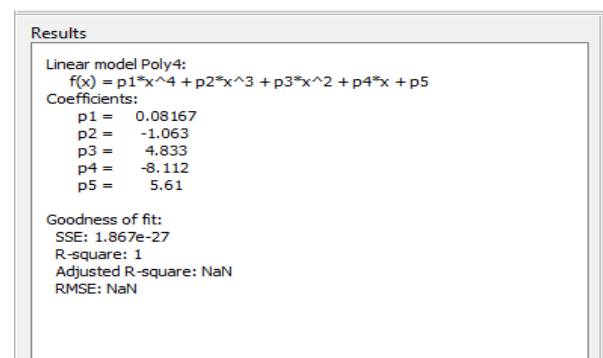 Results
Linear model Poly4:
f(x) = p1*x^4 + p2*x^3 + p3*x^2 + p4*x + p5
Coefficients:
p1 = 0.08167
p2 = -1.063
p3 = 4.833
p4 = -8.112
p5 = 5.61
Goodness of fit:
SSE: 1.867e-27
R-square: 1
Adjusted R-square: NaN
RMSE: NaN